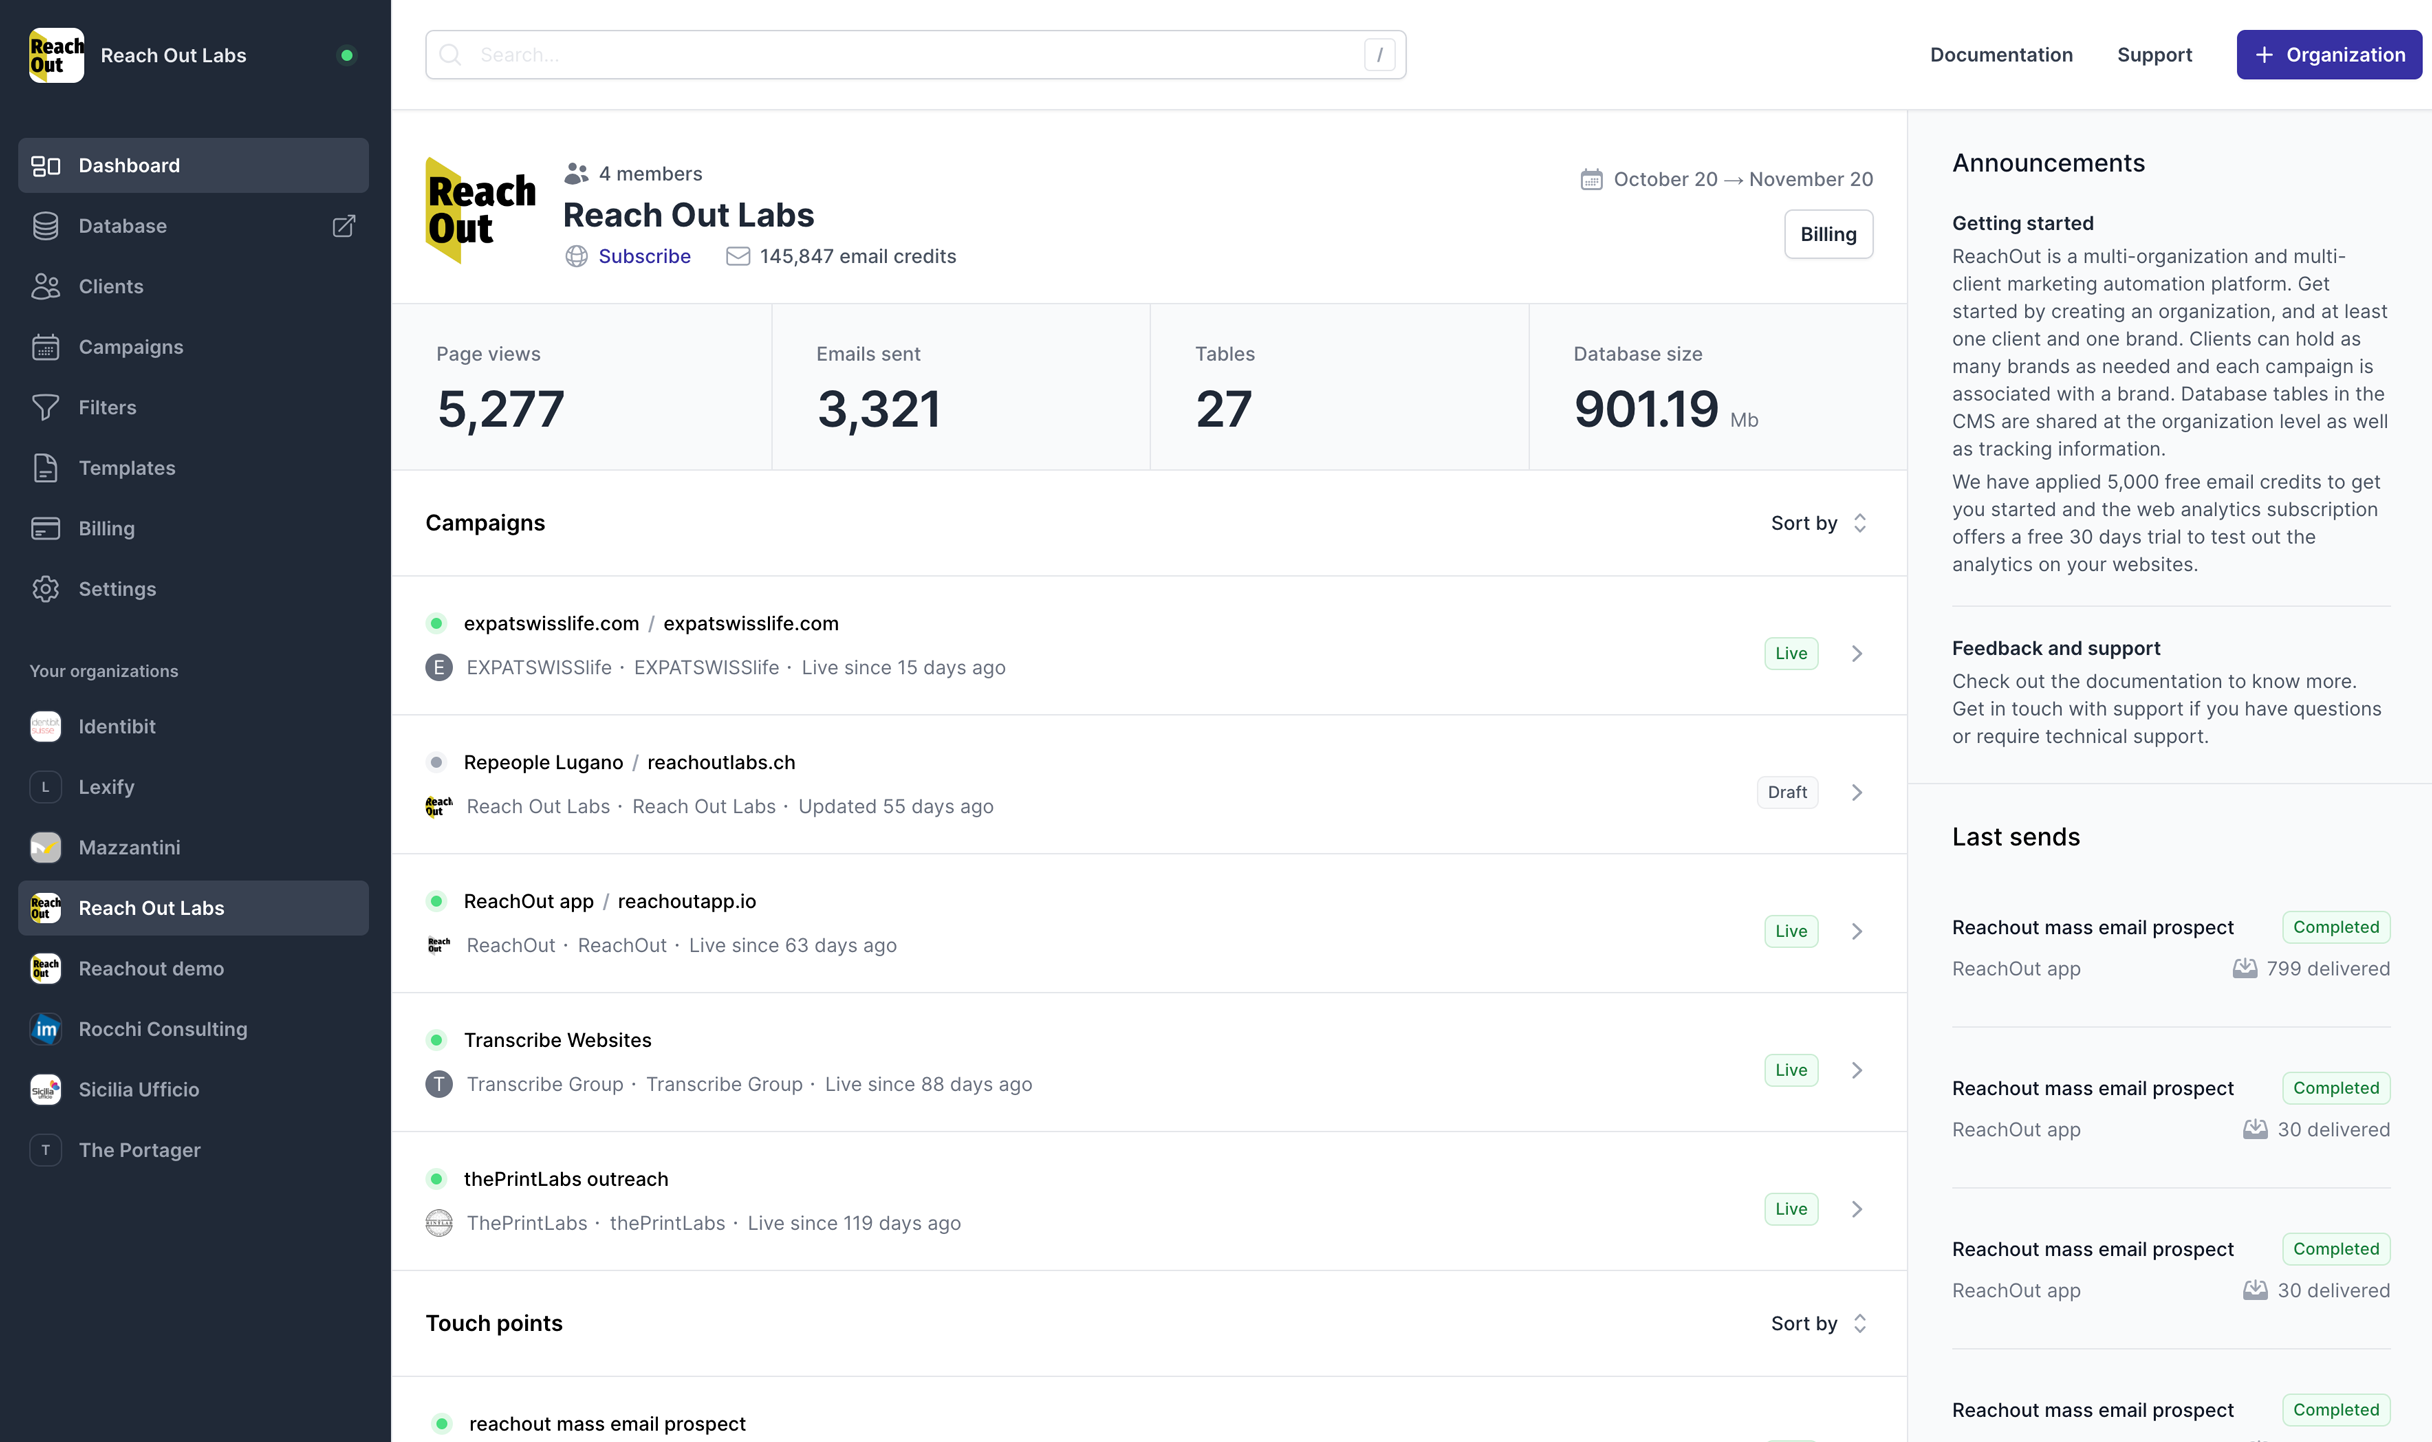 Reach
Out
Reach Out Labs
Dashboard
Database
Clients
Campaigns
Filters
Templates
Billing
Settings
Your organizations
Identibit
L
Lexify
Mazzantini
Reach
Out
Reach Out Labs
Reach
Out
Reachout demo
im
Rocchi Consulting
Sicilia
Sicilia Ufficio
T
The Portager
Search...
/
Documentation
Support
+ Organization
Reach
Out
4 members
Reach Out Labs
Subscribe
145,847 email credits
October 20 → November 20
Billing
Page views
5,277
Emails sent
3,321
Tables
27
Database size
901.19 Mb
Campaigns
Sort by
expatswisslife.com / expatswisslife.com
E
EXPATSWISSlife · EXPATSWISSlife · Live since 15 days ago
Live
Repeople Lugano / reachoutlabs.ch
Reach
Out
Reach Out Labs · Reach Out Labs · Updated 55 days ago
Draft
ReachOut app / reachoutapp.io
Reach
Out
ReachOut · ReachOut · Live since 63 days ago
Live
Transcribe Websites
T
Transcribe Group · Transcribe Group · Live since 88 days ago
Live
thePrintLabs outreach
ThePrintLabs · thePrintLabs · Live since 119 days ago
Live
Touch points
Sort by
reachout mass email prospect
Announcements
Getting started
ReachOut is a multi-organization and multi-
client marketing automation platform. Get
started by creating an organization, and at least
one client and one brand. Clients can hold as
many brands as needed and each campaign is
associated with a brand. Database tables in the
CMS are shared at the organization level as well
as tracking information.
We have applied 5,000 free email credits to get
you started and the web analytics subscription
offers a free 30 days trial to test out the
analytics on your websites.
Feedback and support
Check out the documentation to know more.
Get in touch with support if you have questions
or require technical support.
Last sends
Reachout mass email prospect
Completed
ReachOut app
799 delivered
Reachout mass email prospect
Completed
ReachOut app
30 delivered
Reachout mass email prospect
Completed
ReachOut app
30 delivered
Reachout mass email prospect
Completed